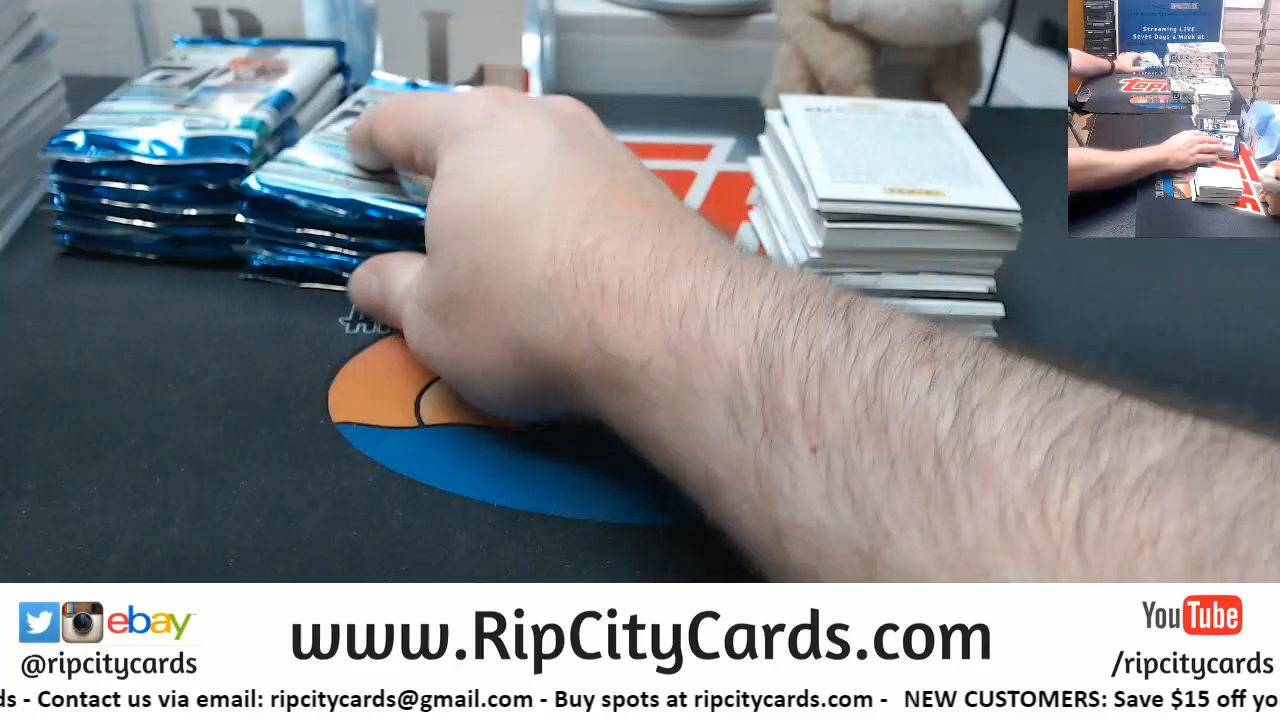 Streaming LIVE
Seven Days a Week at
ebay
@ripcitycards
www.RipCityCards.com
YouTube
/ripcitycards
ds - Contact us via email: ripcitycards@gmail.com - Buy spots at ripcitycards.com - NEW CUSTOMERS: Save $15 off yo